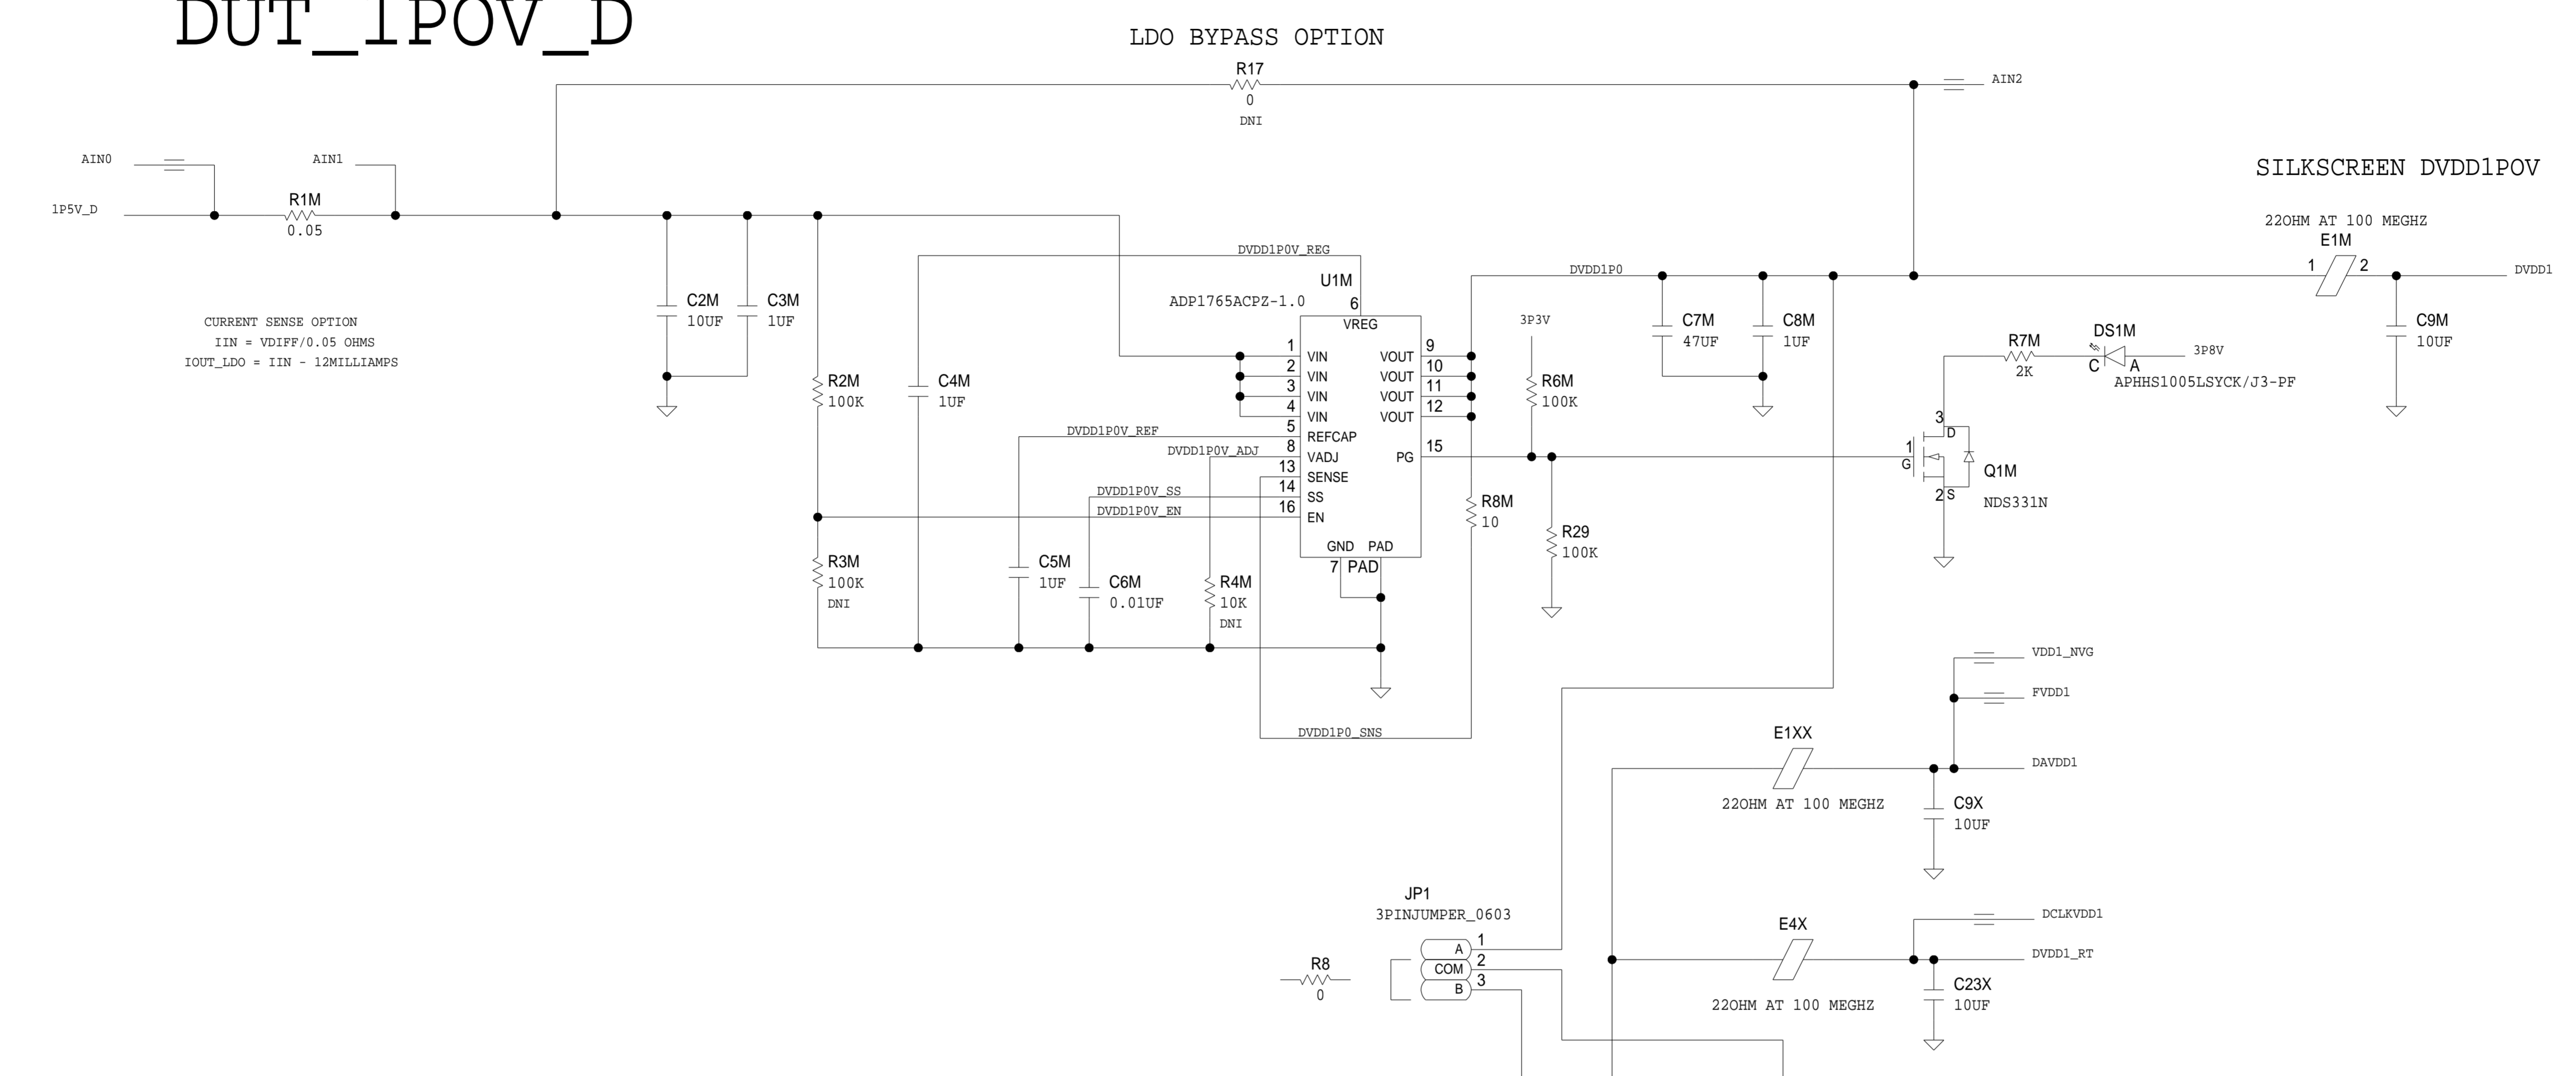 DUT_1P0V_D
LDO BYPASS OPTION
R17
0
DNI
AIN2
AIN0
AIN1
1P5V_D
R1M
0.05
SILKSCREEN DVDD1P0V
22OHM AT 100 MEGHZ
E1M
1
2
DVDD1
C9M
10UF
CURRENT SENSE OPTION
IIN = VDIFF/0.05 OHMS
IOUT_LDO = IIN - 12MILLIAMPS
C2M
10UF
C3M
1UF
R2M
100K
C4M
1UF
DVDD1P0V_REG
U1M
ADP1765ACPZ-1.0
6
VREG
1
VIN
2
VIN
3
VIN
4
VIN
5
REFCAP
8
VADJ
13
SENSE
14
SS
16
EN
VOUT
9
VOUT
10
VOUT
11
VOUT
12
PG
15
GND
PAD
7
PAD
DVDD1P0V_REF
DVDD1P0V_ADJ
DVDD1P0V_SS
DVDD1P0V_EN
R3M
100K
DNI
C5M
1UF
C6M
0.01UF
R4M
10K
DNI
DVDD1P0
3P3V
R6M
100K
C7M
47UF
C8M
1UF
R8M
10
R29
100K
DVDD1P0_SNS
R7M
2K
DS1M
C
A
3P8V
APHHS1005LSYCK/J3-PF
3
D
1
G
2
S
Q1M
NDS331N
VDD1_NVG
FVDD1
E1XX
DAVDD1
22OHM AT 100 MEGHZ
C9X
10UF
JP1
3PINJUMPER_0603
A
1
COM
2
B
3
R8
0
E4X
DCLKVDD1
DVDD1_RT
22OHM AT 100 MEGHZ
C23X
10UF